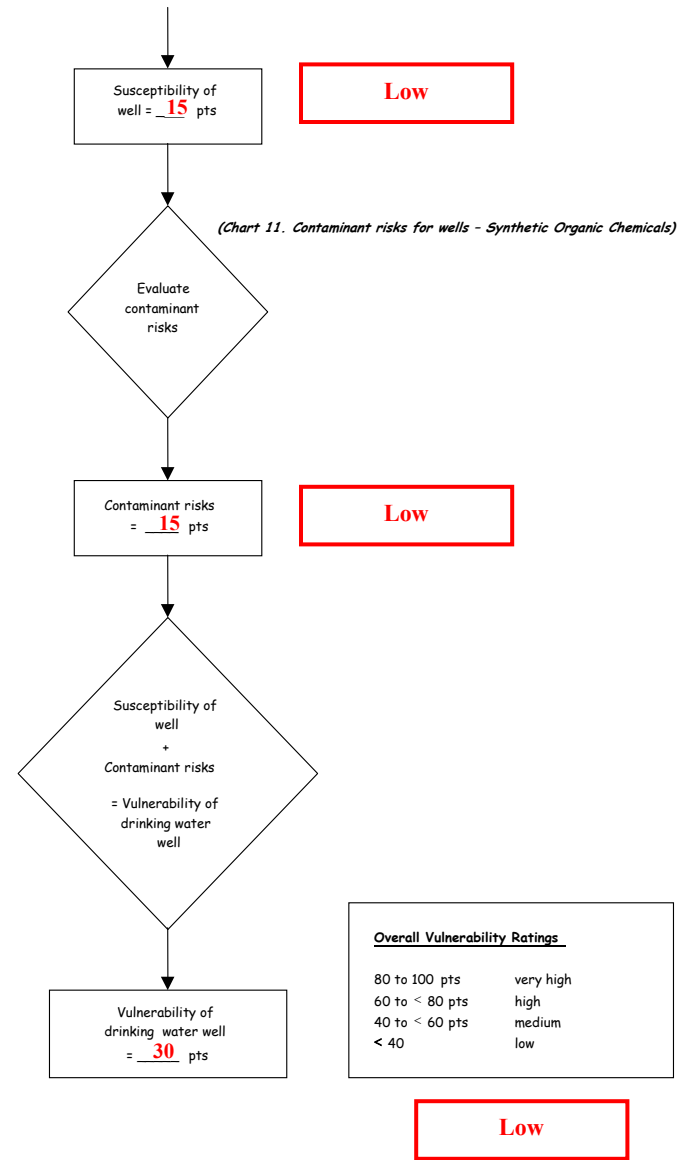 Susceptibility of
well = _15_ pts
Low
(Chart 11. Contaminant risks for wells – Synthetic Organic Chemicals)
Evaluate
contaminant
risks
Contaminant risks
= _15_ pts
Low
Susceptibility of
well
+
Contaminant risks
= Vulnerability of
drinking water
well
Vulnerability of
drinking water well
= _30_ pts
Overall Vulnerability Ratings
80 to 100 pts very high
60 to < 80 pts high
40 to < 60 pts medium
< 40 low
Low